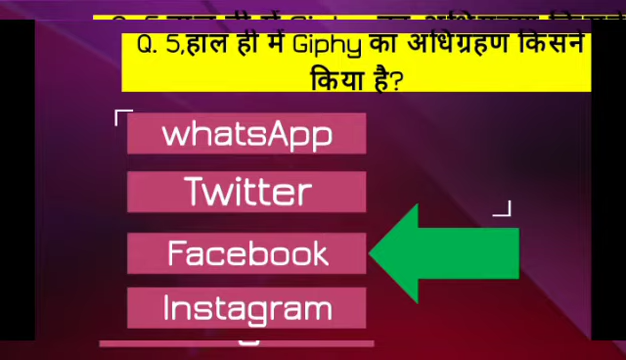 Q. 5,हाल ही में Giphy का अधिग्रहण किसने
किया है?
whatsApp
Twitter
Facebook
Instagram